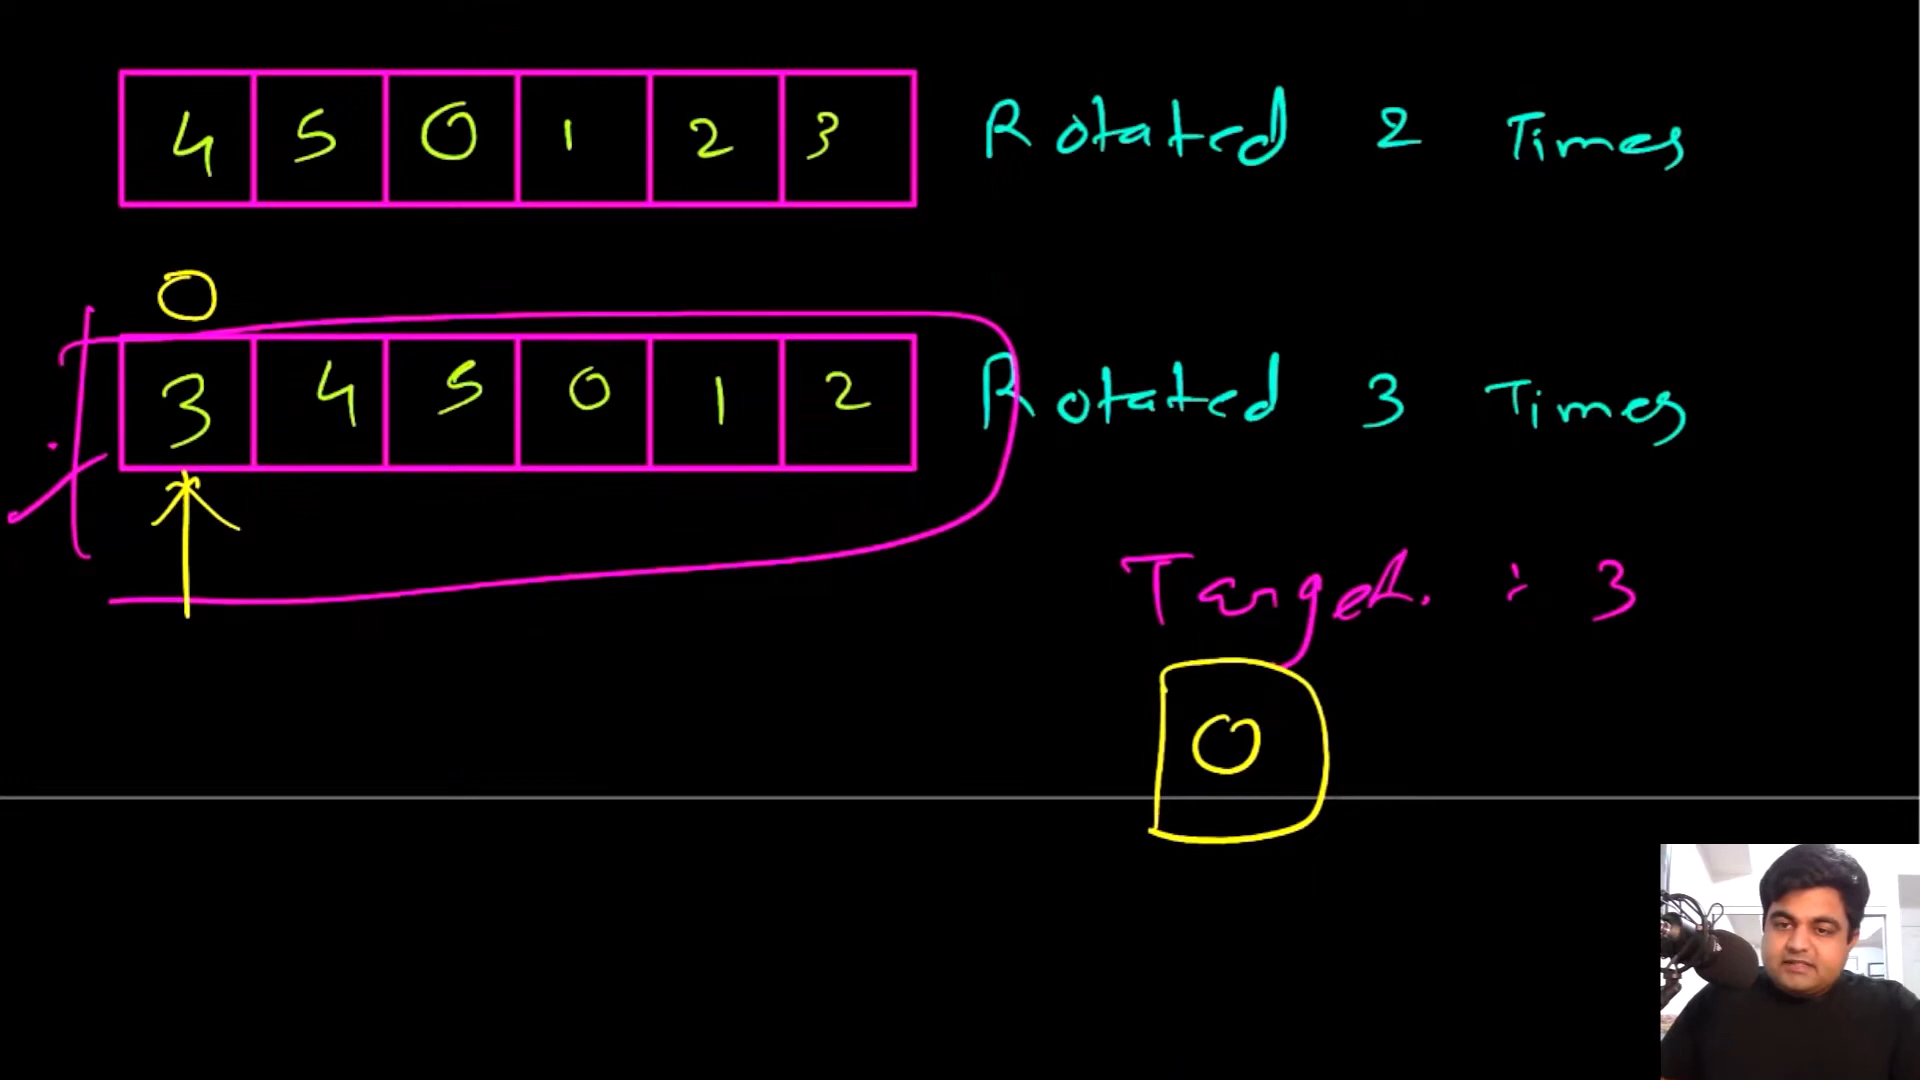 4 5 0 1 2 3 Rotated 2 Times
0
3 4 5 0 1 2 Rotated 3 Times
Target. : 3
0